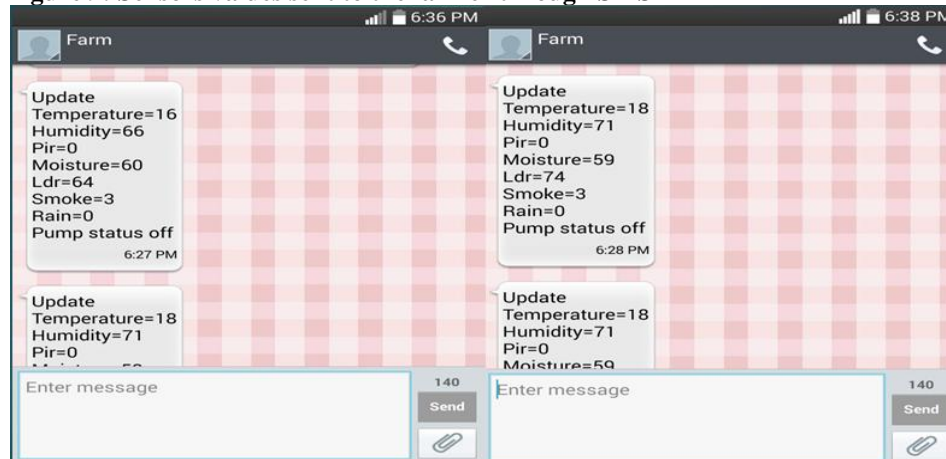 6:36 PM
Farm
Update
Temperature=16
Humidity=66
Pir=0
Moisture=60
Ldr=64
Smoke=3
Rain=0
Pump status off
6:27 PM
Update
Temperature=18
Humidity=71
Pir=0
Enter message
140
Send
6:38 PM
Farm
Update
Temperature=18
Humidity=71
Pir=0
Moisture=59
Ldr=74
Smoke=3
Rain=0
Pump status off
6:28 PM
Update
Temperature=18
Humidity=71
Pir=0
Moisture=59
Enter message
140
Send